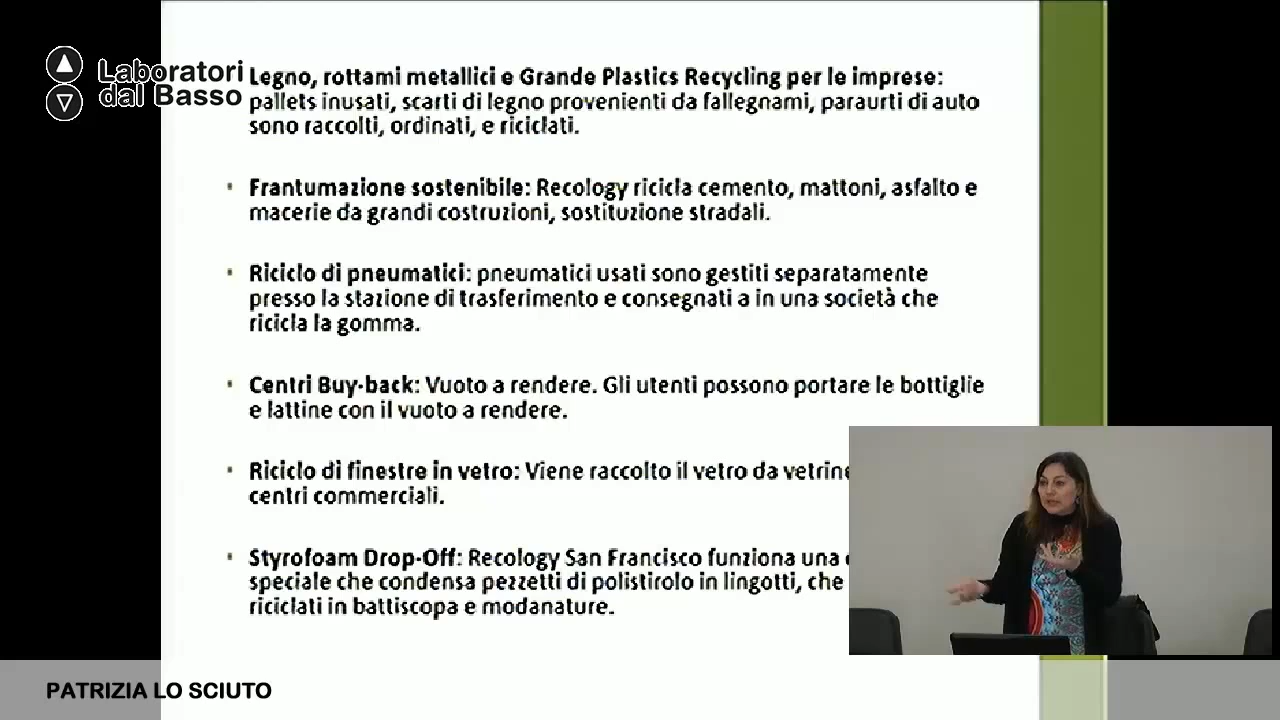 Laboratori
dal Basso
Legno, rottami metallici e Grande Plastics Recycling per le imprese:
pallets inusati, scarti di legno provenienti da fallegnami, paraurti di auto
sono raccolti, ordinati, e riciclati.
• Frantumazione sostenibile: Recology ricicla cemento, mattoni, asfalto e
macerie da grandi costruzioni, sostituzione stradali.
• Riciclo di pneumatici: pneumatici usati sono gestiti separatamente
presso la stazione di trasferimento e consegnati a in una società che
ricicla la gomma.
• Centri Buy-back: Vuoto a rendere. Gli utenti possono portare le bottiglie
e lattine con il vuoto a rendere.
• Riciclo di finestre in vetro: Viene raccolto il vetro da vetrine
centri commerciali.
• Styrofoam Drop-Off: Recology San Francisco funziona una
speciale che condensa pezzetti di polistirolo in lingotti, che
riciclati in battiscopa e modanature.
PATRIZIA LO SCIUTO